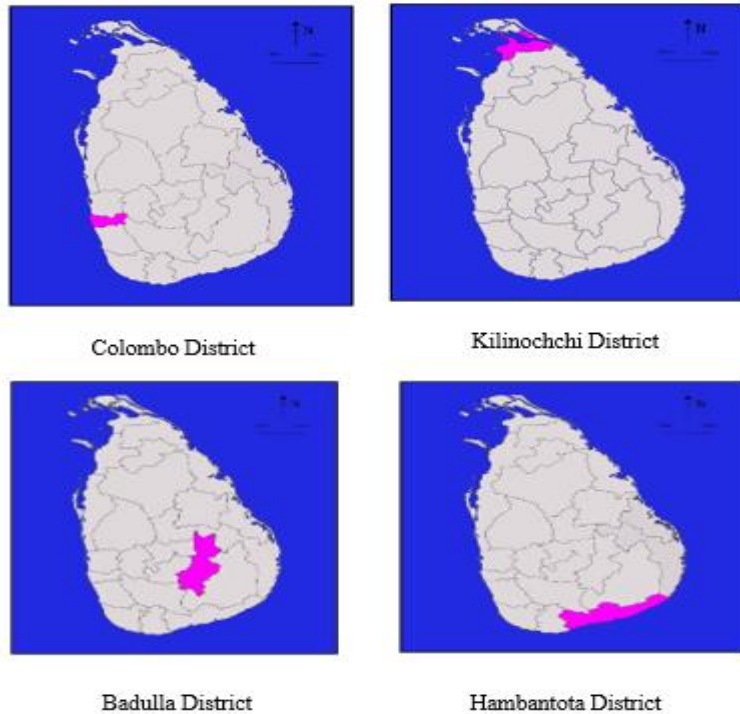 N
N
Colombo District
Kilinochchi District
N
N
Badulla District
Hambantota District